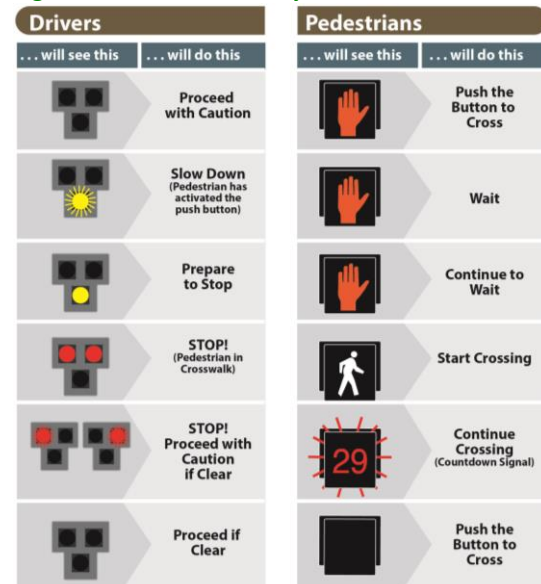 Drivers
Pedestrians
...will see this
...will do this
...will see this
...will do this
Proceed
with Caution
Push the
Button to
Cross
Slow Down
(Pedestrian has
activated the
push button)
Wait
Prepare
to Stop
Continue to
Wait
STOP!
(Pedestrian in
Crosswalk)
Start Crossing
STOP!
Proceed with
Caution
if Clear
29
Continue
Crossing
(Countdown Signal)
Proceed if
Clear
Push the
Button to
Cross